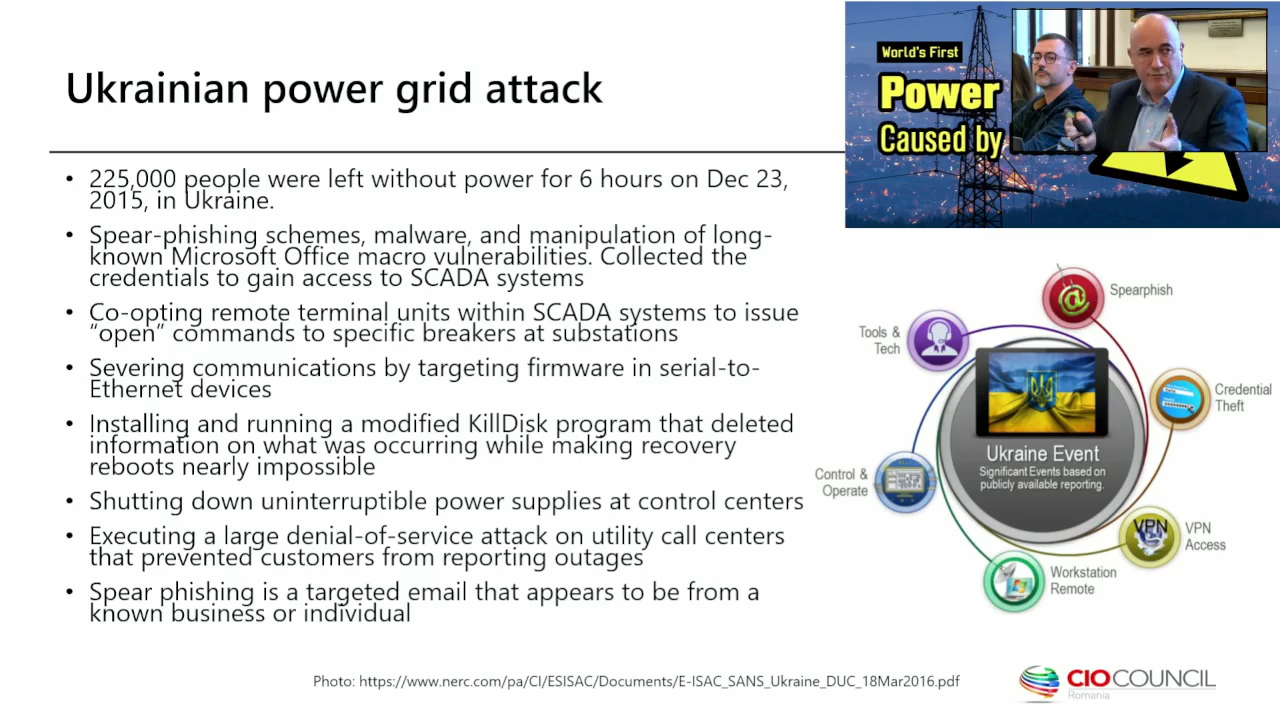 Ukrainian power grid attack
World's First
Power
Caused by
• 225,000 people were left without power for 6 hours on Dec 23,
2015, in Ukraine.
• Spear-phishing schemes, malware, and manipulation of long-
known Microsoft Office macro vulnerabilities. Collected the
credentials to gain access to SCADA systems
• Co-opting remote terminal units within SCADA systems to issue
“open” commands to specific breakers at substations
• Severing communications by targeting firmware in serial-to-
Ethernet devices
• Installing and running a modified KillDisk program that deleted
information on what was occurring while making recovery
reboots nearly impossible
• Shutting down uninterruptible power supplies at control centers
• Executing a large denial-of-service attack on utility call centers
that prevented customers from reporting outages
• Spear phishing is a targeted email that appears to be from a
known business or individual
Spearphish
Tools &
Tech
Credential
Theft
Ukraine Event
Significant Events based on
publicly available reporting.
Control &
Operate
VPN
VPN
Access
Workstation
Remote
Photo: https://www.nerc.com/pa/CI/ESISAC/Documents/E-ISAC_SANS_Ukraine_DUC_18Mar2016.pdf
CIO COUNCIL
Romania